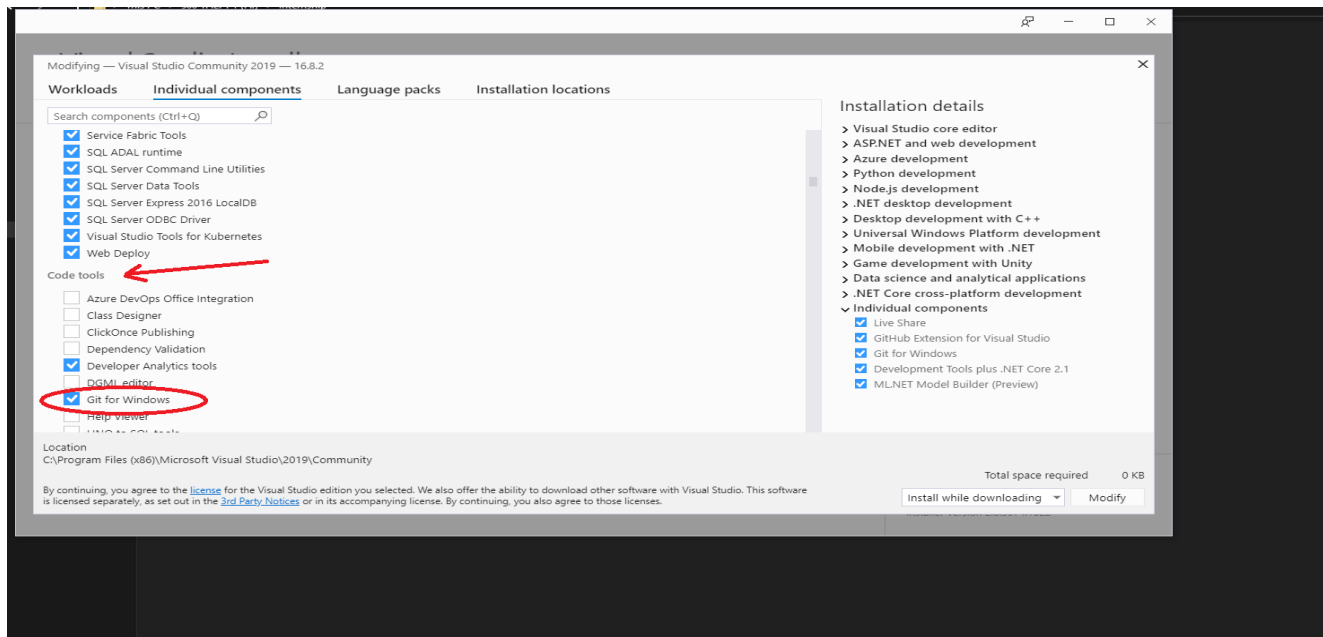 Modifying — Visual Studio Community 2019 — 16.8.2
Workloads Individual components Language packs Installation locations
Search components (Ctrl+Q)
Service Fabric Tools
SQL ADAL runtime
SQL Server Command Line Utilities
SQL Server Data Tools
SQL Server Express 2016 LocalDB
SQL Server ODBC Driver
Visual Studio Tools for Kubernetes
Web Deploy
Code tools
Azure DevOps Office Integration
Class Designer
ClickOnce Publishing
Dependency Validation
Developer Analytics tools
DGML editor
Git for Windows
Help Viewer
Installation details
Visual Studio core editor
ASP.NET and web development
Azure development
Python development
Node.js development
.NET desktop development
Desktop development with C++
Universal Windows Platform development
Mobile development with .NET
Game development with Unity
Data science and analytical applications
.NET Core cross-platform development
Individual components
Live Share
GitHub Extension for Visual Studio
Git for Windows
Development Tools plus .NET Core 2.1
ML.NET Model Builder (Preview)
Location
C:\Program Files (x86)\Microsoft Visual Studio\2019\Community
Total space required 0 KB
By continuing, you agree to the license for the Visual Studio edition you selected. We also offer the ability to download other software with Visual Studio. This software
is licensed separately, as set out in the 3rd Party Notices or in its accompanying license. By continuing, you also agree to those licenses.
Install while downloading Modify